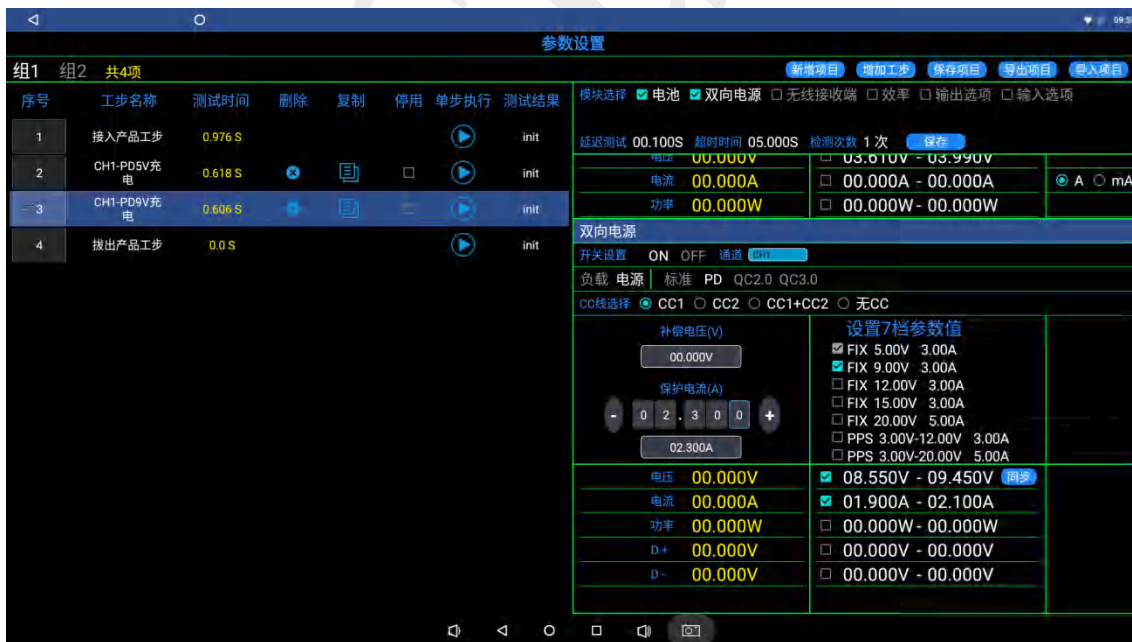 参数设置
组1 组2 共4项 新增项目 增加工步 保存项目 导出项目 导入项目
序号 工步名称 测试时间 删除 复制 停用 单步执行 测试结果
1 接入产品工步 0.976 S init
2 CH1-PD5V充电 0.618 S init
3 CH1-PD9V充电 0.606 S init
4 拔出产品工步 0.0 S init
模块选择 电池 双向电源 无线接收端 效率 输出选项 输入选项
延迟测试 00.100S 超时时间 05.000S 检测次数 1 次 保存
电压 00.000V 03.610V - 03.990V
电流 00.000A 00.000A - 00.000A A mA
功率 00.000W 00.000W - 00.000W
双向电源
开关设置 ON OFF 通道 CH1
负载 电源 标准 PD QC2.0 QC3.0
CC线选择 CC1 CC2 CC1+CC2 无CC
补偿电压(V)
00.000V
保护电流(A)
- 0 2 . 3 0 0 +
02.300A
设置7档参数值
FIX 5.00V 3.00A
FIX 9.00V 3.00A
FIX 12.00V 3.00A
FIX 15.00V 3.00A
FIX 20.00V 5.00A
PPS 3.00V-12.00V 3.00A
PPS 3.00V-20.00V 5.00A
电压 00.000V 08.550V - 09.450V 同步
电流 00.000A 01.900A - 02.100A
功率 00.000W 00.000W - 00.000W
D+ 00.000V 00.000V - 00.000V
D- 00.000V 00.000V - 00.000V